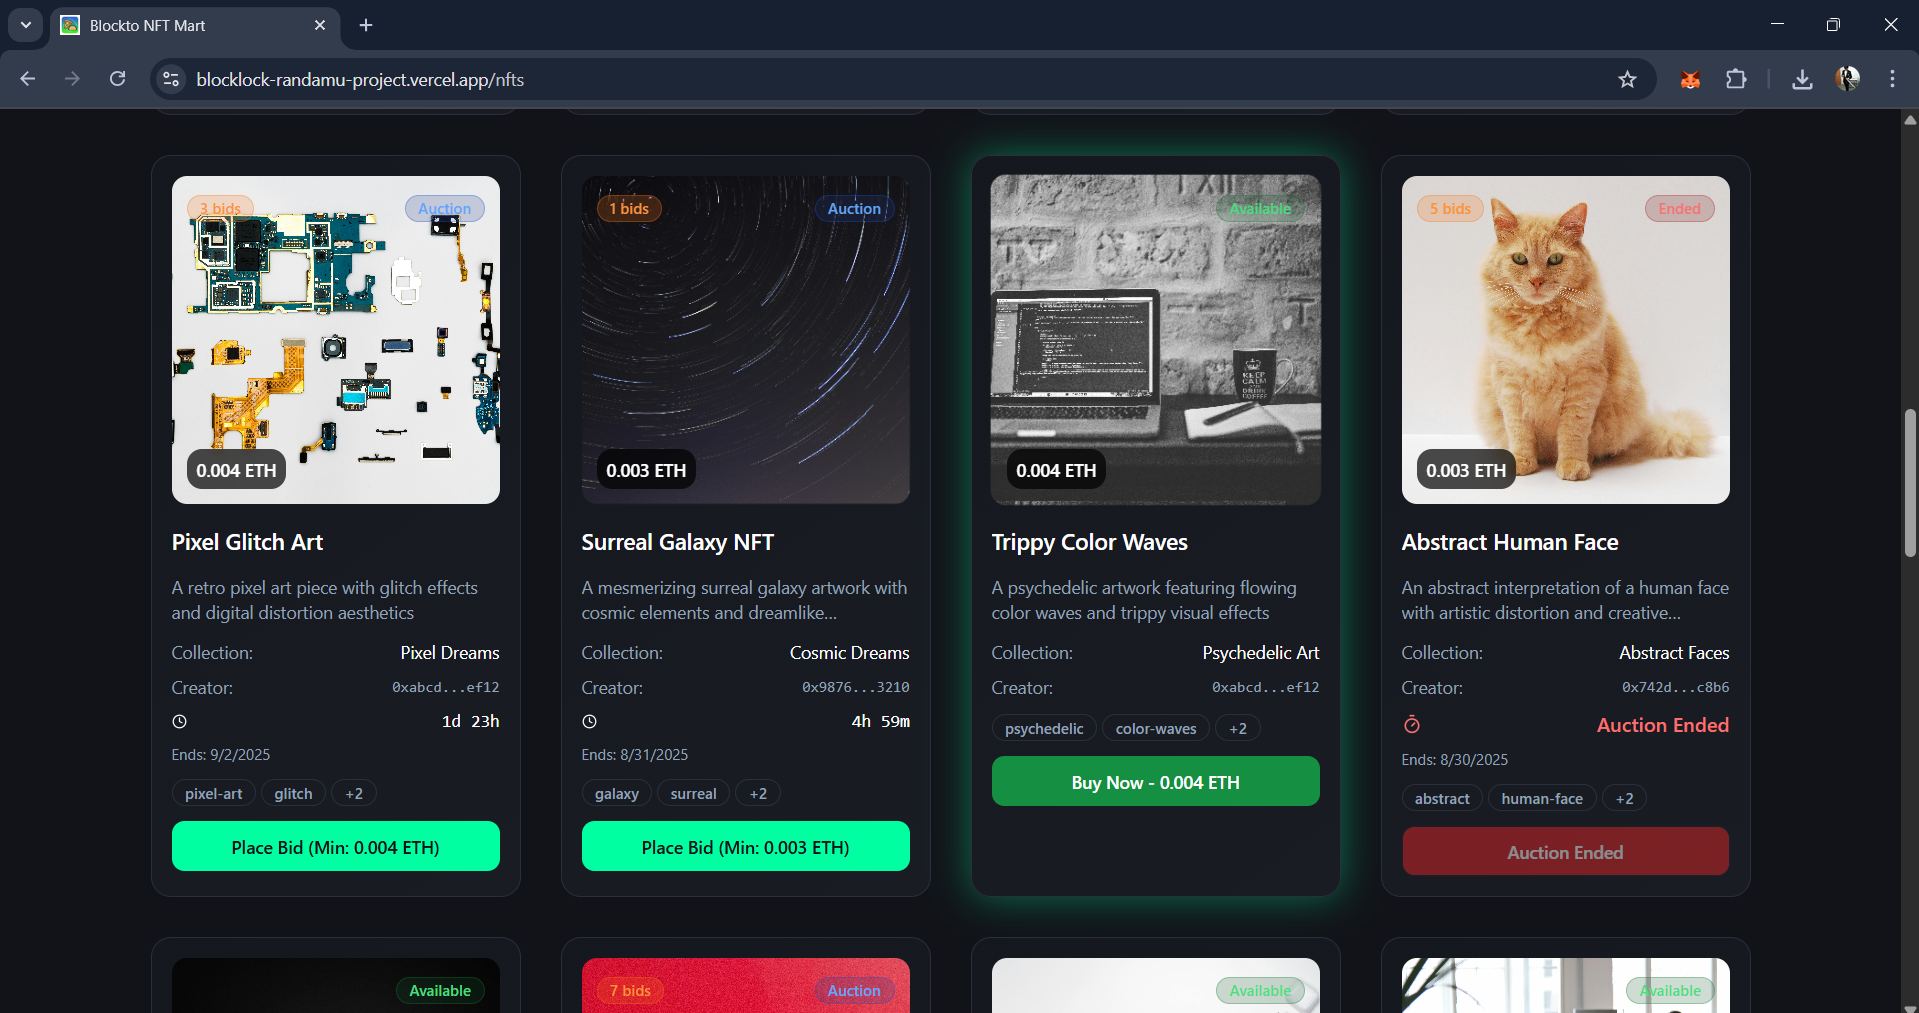 Blockto NFT Mart
blocklock-randamu-project.vercel.app/nfts
3 bids
Auction
0.004 ETH
Pixel Glitch Art
A retro pixel art piece with glitch effects
and digital distortion aesthetics
Collection: Pixel Dreams
Creator: 0xabcd...ef12
1d 23h
Ends: 9/2/2025
pixel-art glitch +2
Place Bid (Min: 0.004 ETH)
1 bids
Auction
0.003 ETH
Surreal Galaxy NFT
A mesmerizing surreal galaxy artwork with
cosmic elements and dreamlike...
Collection: Cosmic Dreams
Creator: 0x9876...3210
4h 59m
Ends: 8/31/2025
galaxy surreal +2
Place Bid (Min: 0.003 ETH)
Available
KEEP
CALM
DRINK
COFFEE
0.004 ETH
Trippy Color Waves
A psychedelic artwork featuring flowing
color waves and trippy visual effects
Collection: Psychedelic Art
Creator: 0xabcd...ef12
psychedelic color-waves +2
Buy Now - 0.004 ETH
5 bids
Ended
0.003 ETH
Abstract Human Face
An abstract interpretation of a human face
with artistic distortion and creative...
Collection: Abstract Faces
Creator: 0x742d...c8b6
Auction Ended
Ends: 8/30/2025
abstract human-face +2
Auction Ended
Available
7 bids
Auction
Available
Available